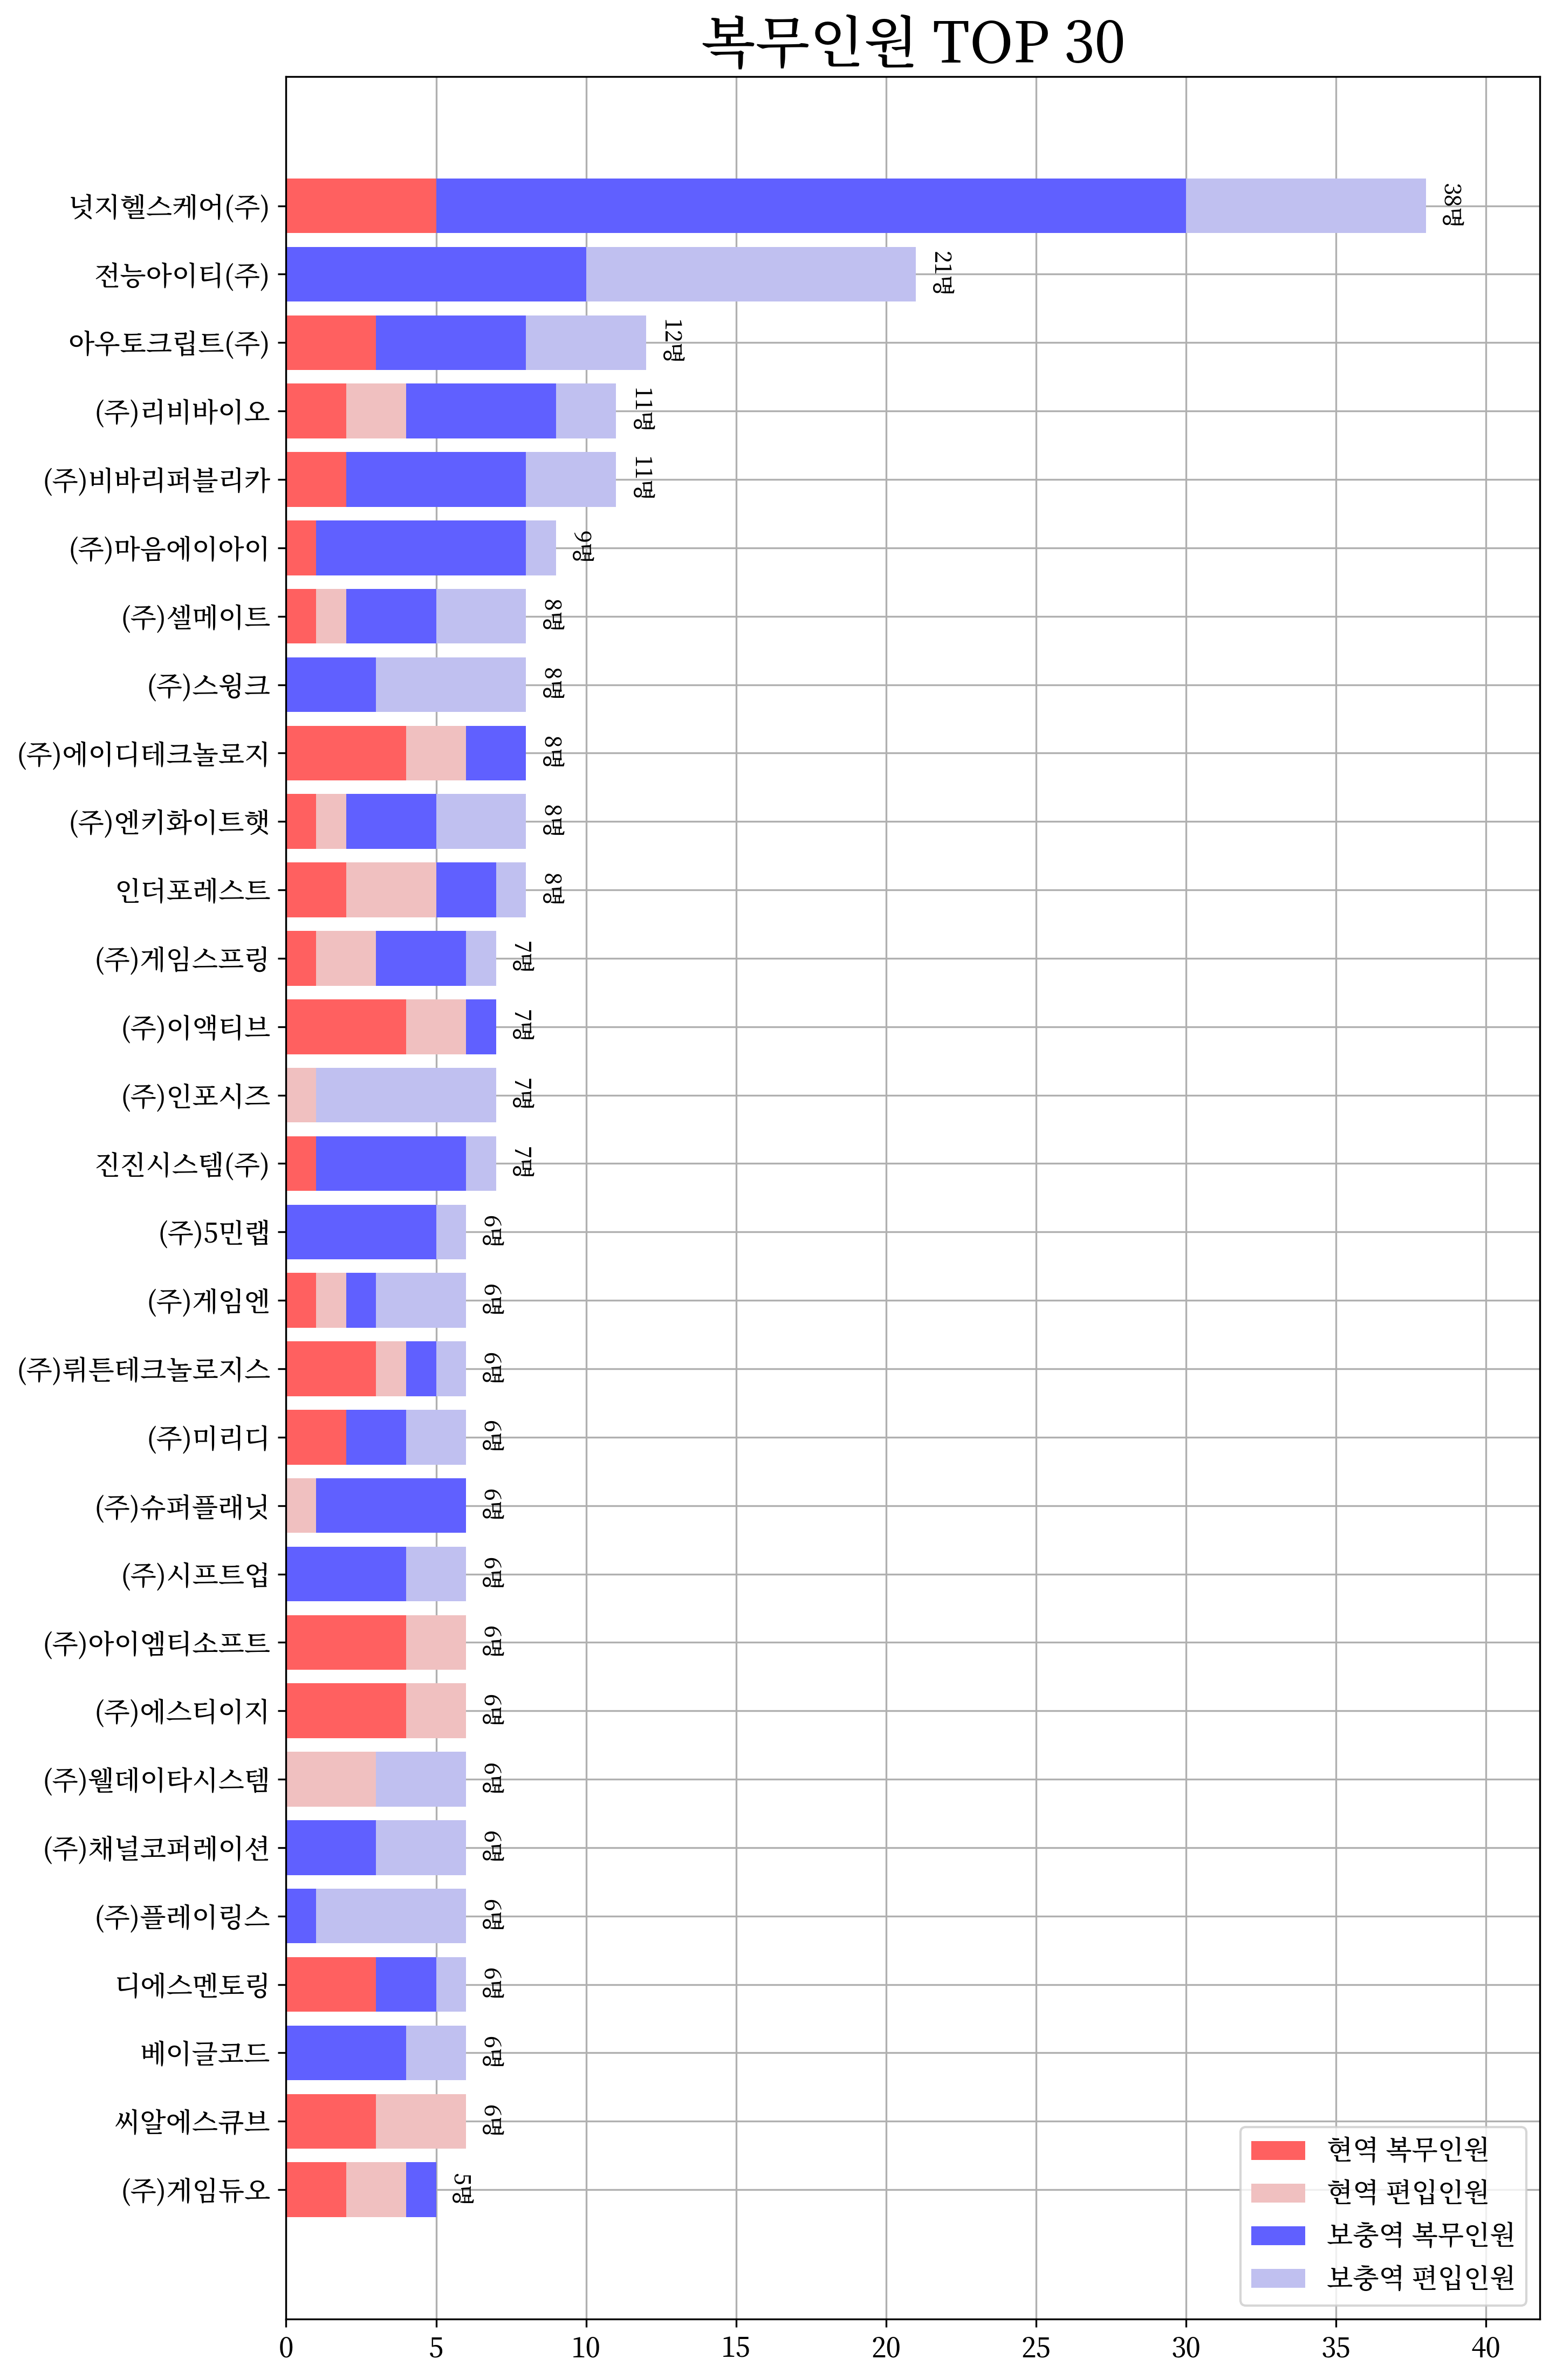 복무인원 TOP 30
넛지헬스케어(주) 38명
전능아이티(주) 21명
아우토크립트(주) 12명
(주)리비바이오 11명
(주)비바리퍼블리카 11명
(주)마음에이아이 9명
(주)셀메이트 8명
(주)스윙크 8명
(주)에이디테크놀로지 8명
(주)엔키화이트햇 8명
인더포레스트 8명
(주)게임스프링 7명
(주)이액티브 7명
(주)인포시즈 7명
진진시스템(주) 7명
(주)5민랩 6명
(주)게임엔 6명
(주)뤼튼테크놀로지스 6명
(주)미리디 6명
(주)슈퍼플래닛 6명
(주)시프트업 6명
(주)아이엠티소프트 6명
(주)에스티이지 6명
(주)웰데이타시스템 6명
(주)채널코퍼레이션 6명
(주)플레이링스 6명
디에스멘토링 6명
베이글코드 6명
씨알에스큐브 6명
(주)게임듀오 5명
현역 복무인원
현역 편입인원
보충역 복무인원
보충역 편입인원
0 5 10 15 20 25 30 35 40